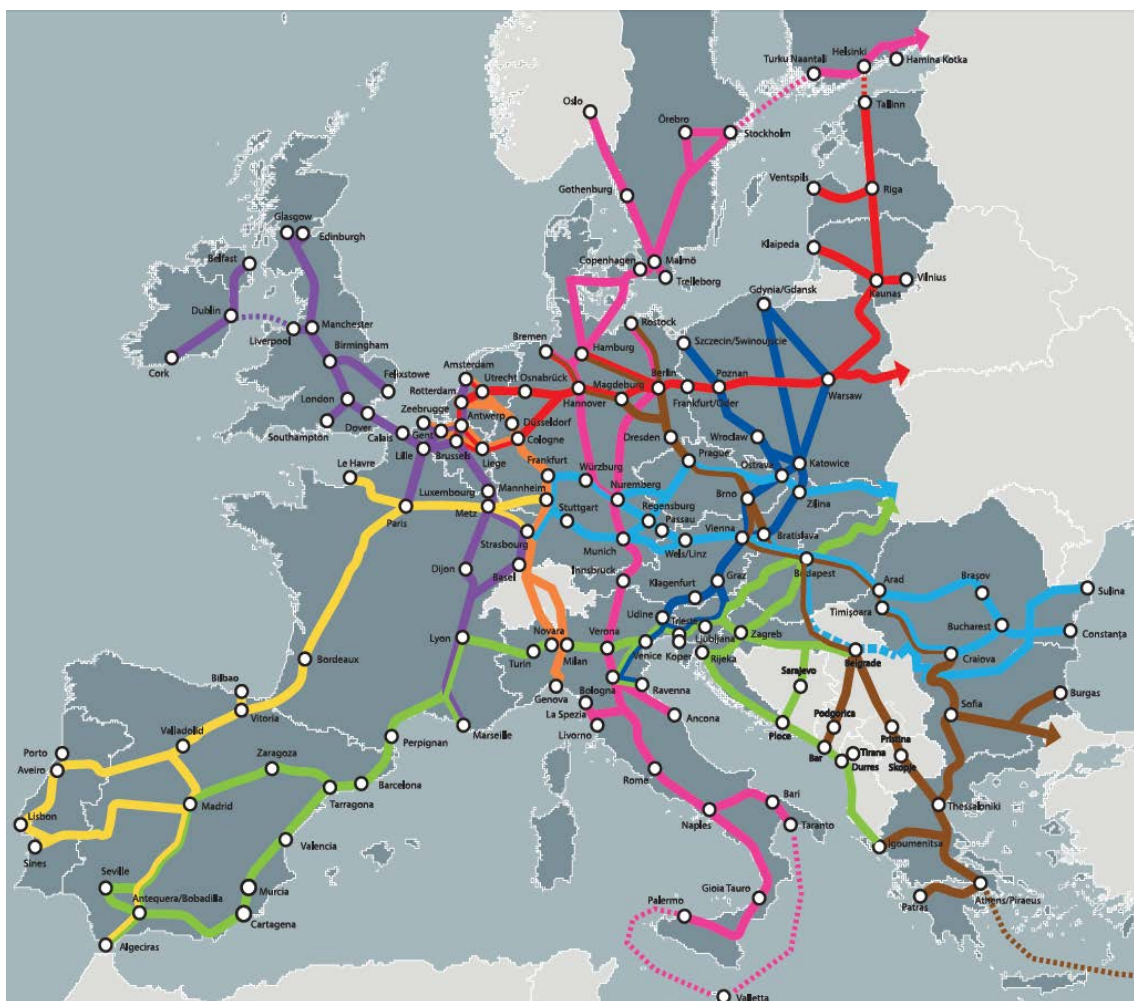 Helsinki
Turku Naantali
Hamina Kotka
Tallinn
Oslo
Örebro
Stockholm
Ventspils
Riga
Gothenburg
Glasgow
Edinburgh
Klaipeda
Belfast
Copenhagen
Malmö
Trelleborg
Vilnius
Kaunas
Gdynia/Gdansk
Dublin
Rostock
Manchester
Liverpool
Bremen
Hamburg
Szczecin/Swinoujscie
Birmingham
Cork
Amsterdam
Felixstowe
Utrecht
Osnabrück
Magdeburg
Berlin
Poznan
Rotterdam
Hannover
Frankfurt/Oder
Warsaw
London
Zeebrugge
Antwerp
Düsseldorf
Dover
Southampton
Calais
Gent
Cologne
Dresden
Wroclaw
Lille
Brussels
Liege
Frankfurt
Prague
Ostrava
Katowice
Le Havre
Würzburg
Luxembourg
Mannheim
Nuremberg
Brno
Zilina
Paris
Metz
Stuttgart
Regensburg
Passau
Strasbourg
Vienna
Bratislava
Munich
Wels/Linz
Dijon
Basel
Innsbruck
Graz
Budapest
Klagenfurt
Arad
Braşov
Sulina
Udine
Trieste
Timişoara
Lyon
Novara
Verona
Ljubljana
Zagreb
Bucharest
Constanţa
Turin
Milan
Venice
Koper
Rijeka
Belgrade
Craiova
Bordeaux
Bilbao
Genova
Bologna
Ravenna
Sarajevo
Burgas
Vitoria
La Spezia
Sofia
Marseille
Livorno
Ancona
Ploce
Podgorica
Pristina
Valladolid
Perpignan
Bar
Tirana
Durres
Skopje
Porto
Zaragoza
Aveiro
Rome
Barcelona
Madrid
Tarragona
Bari
Thessaloniki
Lisbon
Naples
Taranto
Valencia
Igoumenitsa
Sines
Seville
Murcia
Gioia Tauro
Antequera/Bobadilla
Palermo
Patras
Athens/Piraeus
Cartagena
Algeciras
Valletta